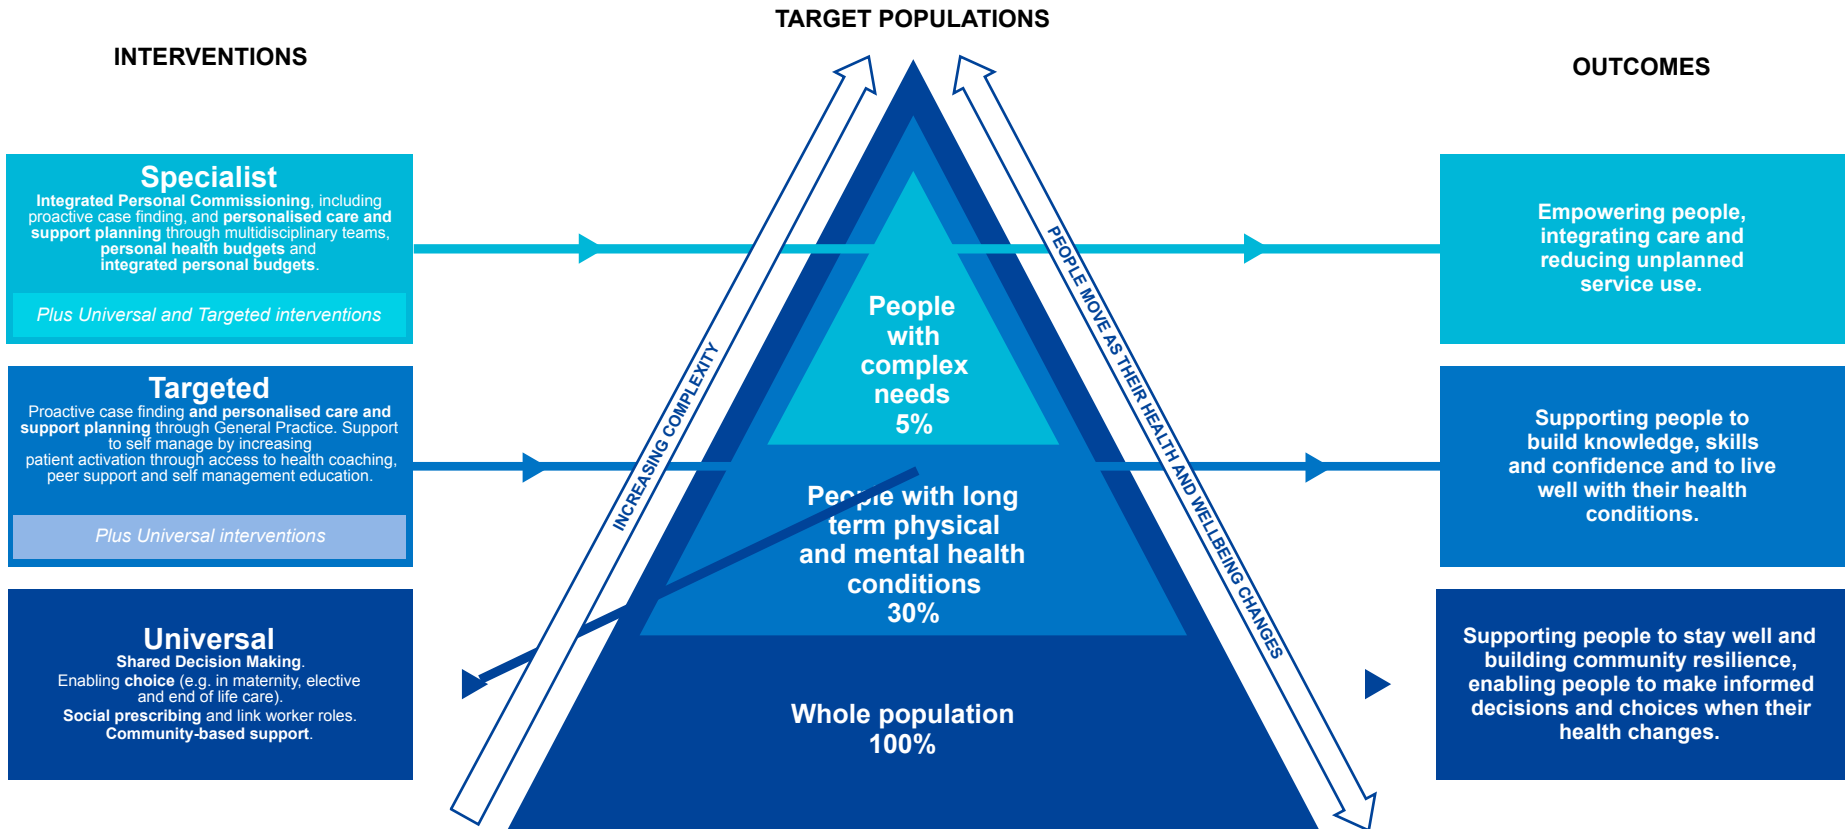 TARGET POPULATIONS
INTERVENTIONS
OUTCOMES
Specialist
Integrated Personal Commissioning, including
proactive case finding, and personalised care and
support planning through multidisciplinary teams,
personal health budgets and
integrated personal budgets.
Plus Universal and Targeted interventions
Targeted
Proactive case finding and personalised care and
support planning through General Practice. Support
to self manage by increasing
patient activation through access to health coaching,
peer support and self management education.
Plus Universal interventions
Universal
Shared Decision Making.
Enabling choice (e.g. in maternity, elective
and end of life care).
Social prescribing and link worker roles.
Community-based support.
INCREASING COMPLEXITY
People
with
complex
needs
5%
People with long
term physical
and mental health
conditions
30%
Whole population
100%
PEOPLE MOVE AS THEIR HEALTH AND WELLBEING CHANGES
Empowering people,
integrating care and
reducing unplanned
service use.
Supporting people to
build knowledge, skills
and confidence and to live
well with their health
conditions.
Supporting people to stay well and
building community resilience,
enabling people to make informed
decisions and choices when their
health changes.